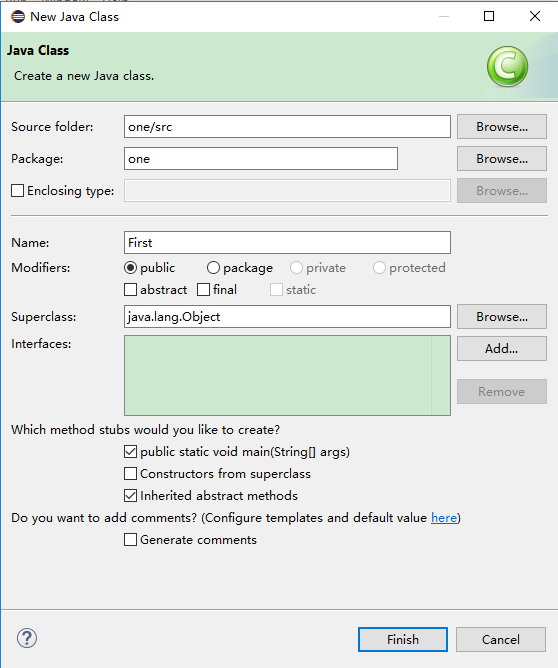 New Java Class
Java Class
Create a new Java class.
Source folder: one/src Browse...
Package: one Browse...
Enclosing type: Browse...
Name: First
Modifiers: public package private protected
abstract final static
Superclass: java.lang.Object Browse...
Interfaces: Add...
Remove
Which method stubs would you like to create?
public static void main(String[] args)
Constructors from superclass
Inherited abstract methods
Do you want to add comments? (Configure templates and default value here)
Generate comments
Finish Cancel